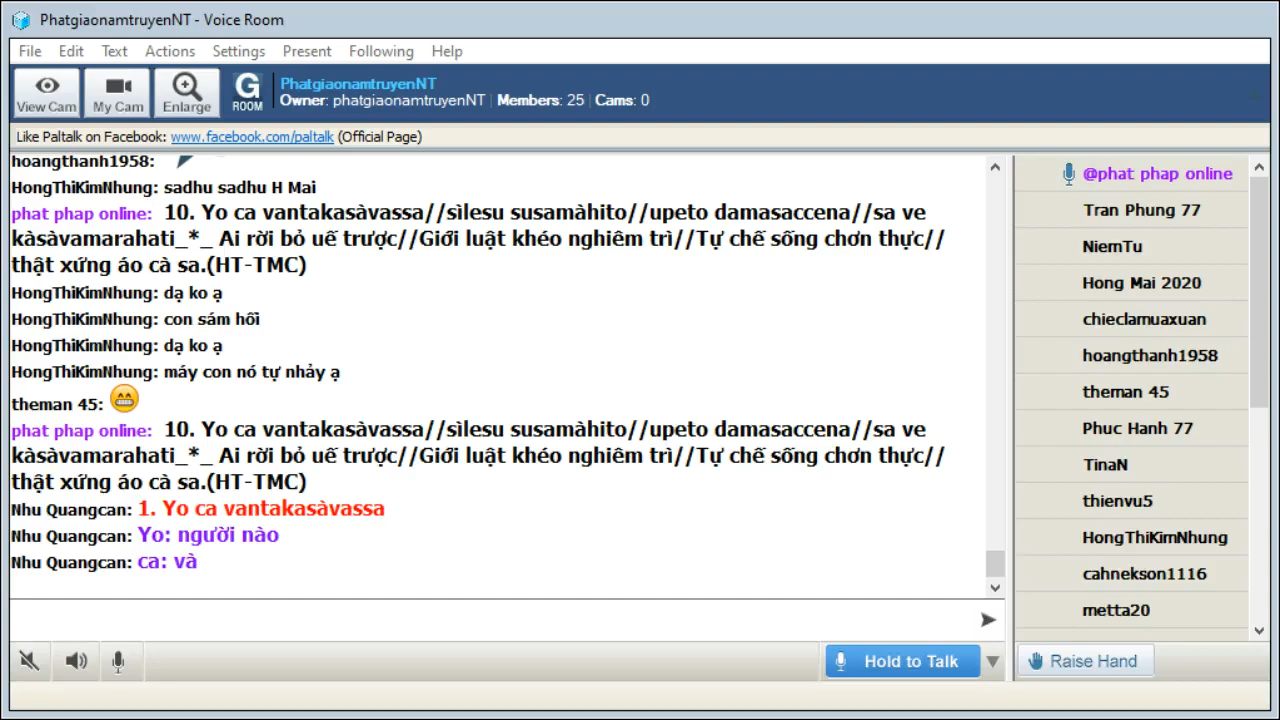 PhatgiaonamtruyenNT - Voice Room
File Edit Text Actions Settings Present Following Help
View Cam My Cam Enlarge G ROOM
PhatgiaonamtruyenNT
Owner: phatgiaonamtruyenNT | Members: 25 | Cams: 0
Like Paltalk on Facebook: www.facebook.com/paltalk (Official Page)
hoangthanh1958:
HongThiKimNhung: sadhu sadhu H Mai
phat phap online: 10. Yo ca vantakasàvassa//sìlesu susamàhito//upeto damasaccena//sa ve
kàsàvamarahati_*_ Ai rời bỏ uế trược//Giới luật khéo nghiêm trì//Tự chế sống chơn thực//
thật xứng áo cà sa.(HT-TMC)
HongThiKimNhung: dạ ko ạ
HongThiKimNhung: con sám hối
HongThiKimNhung: dạ ko ạ
HongThiKimNhung: máy con nó tự nhảy ạ
theman 45:
phat phap online: 10. Yo ca vantakasàvassa//sìlesu susamàhito//upeto damasaccena//sa ve
kàsàvamarahati_*_ Ai rời bỏ uế trược//Giới luật khéo nghiêm trì//Tự chế sống chơn thực//
thật xứng áo cà sa.(HT-TMC)
Nhu Quangcan: 1. Yo ca vantakasàvassa
Nhu Quangcan: Yo: người nào
Nhu Quangcan: ca: và
@phat phap online
Tran Phung 77
NiemTu
Hong Mai 2020
chieclamuaxuan
hoangthanh1958
theman 45
Phuc Hanh 77
TinaN
thienvu5
HongThiKimNhung
cahnekson1116
metta20
Hold to Talk
Raise Hand